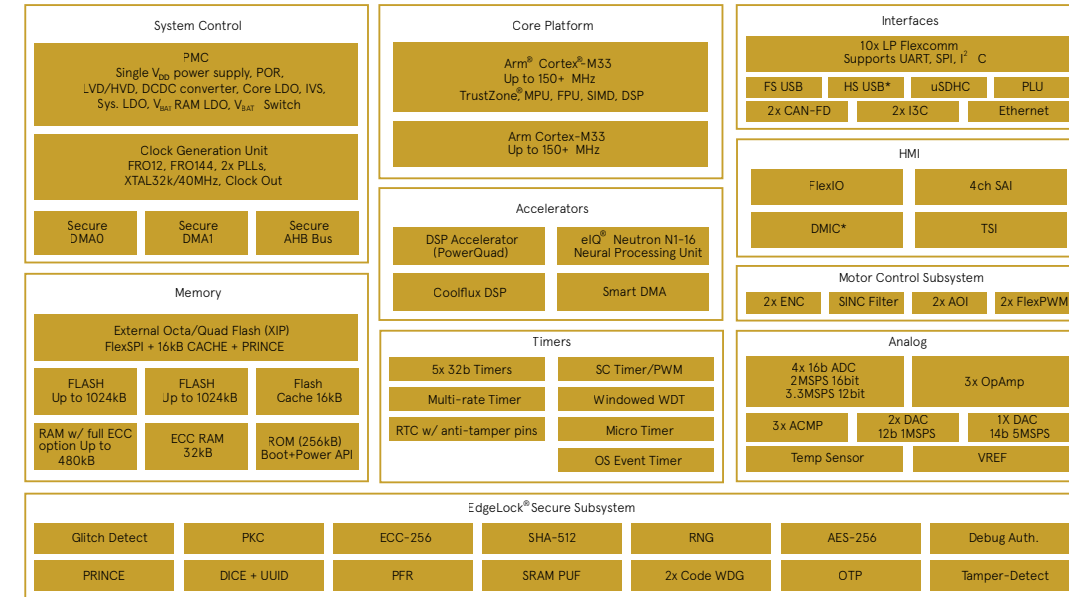 System Control
PMC
Single VDD power supply, POR,
LVD/HVD, DCDC converter, Core LDO, IVS,
Sys. LDO, VBAT RAM LDO, VBAT Switch
Clock Generation Unit
FRO12, FRO144, 2x PLLs,
XTAL32k/40MHz, Clock Out
Secure
DMA0
Secure
DMA1
Secure
AHB Bus
Memory
External Octa/Quad Flash (XIP)
FlexSPI + 16kB CACHE + PRINCE
FLASH
Up to 1024kB
FLASH
Up to 1024kB
Flash
Cache 16kB
RAM w/ full ECC
option Up to
480kB
ECC RAM
32kB
ROM (256kB)
Boot+Power API
Core Platform
Arm® Cortex®-M33
Up to 150+ MHz
TrustZone,® MPU, FPU, SIMD, DSP
Arm Cortex-M33
Up to 150+ MHz
Accelerators
DSP Accelerator
(PowerQuad)
eIQ® Neutron N1-16
Neural Processing Unit
Coolflux DSP
Smart DMA
Timers
5x 32b Timers
SC Timer/PWM
Multi-rate Timer
Windowed WDT
RTC w/ anti-tamper pins
Micro Timer
OS Event Timer
Interfaces
10x LP Flexcomm
Supports UART, SPI, I² C
FS USB
HS USB*
uSDHC
PLU
2x CAN-FD
2x I3C
Ethernet
HMI
FlexIO
4ch SAI
DMIC*
TSI
Motor Control Subsystem
2x ENC
SINC Filter
2x AOI
2x FlexPWM
Analog
4x 16b ADC
2MSPS 16bit
3.3MSPS 12bit
3x OpAmp
3x ACMP
2x DAC
12b 1MSPS
1X DAC
14b 5MSPS
Temp Sensor
VREF
EdgeLock® Secure Subsystem
Glitch Detect
PKC
ECC-256
SHA-512
RNG
AES-256
Debug Auth.
PRINCE
DICE + UUID
PFR
SRAM PUF
2x Code WDG
OTP
Tamper-Detect